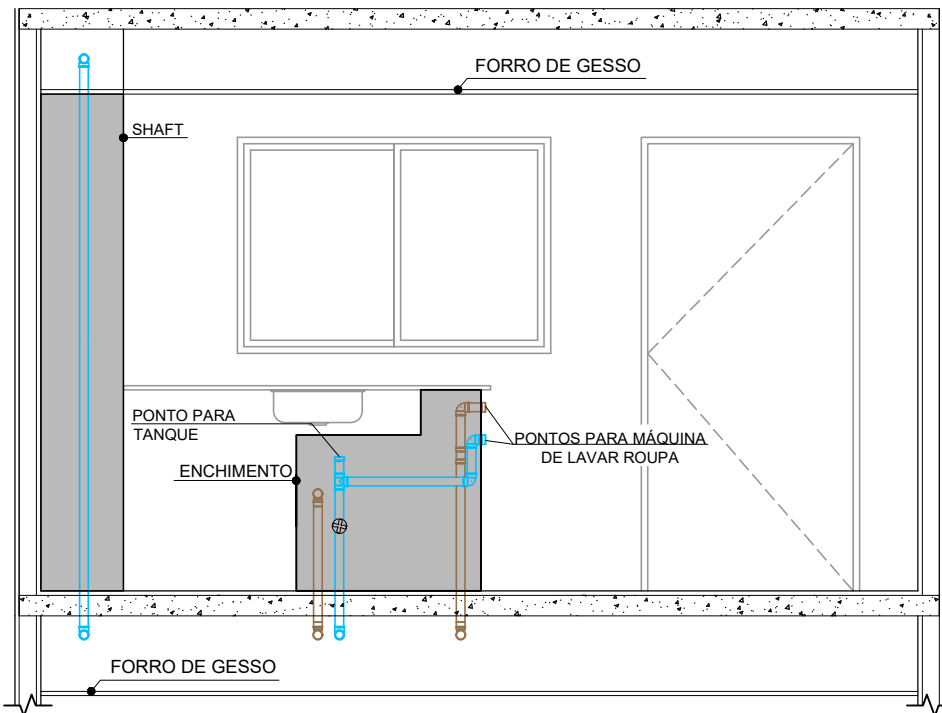 FORRO DE GESSO
SHAFT
PONTO PARA
TANQUE
ENCHIMENTO
PONTOS PARA MÁQUINA
DE LAVAR ROUPA
FORRO DE GESSO